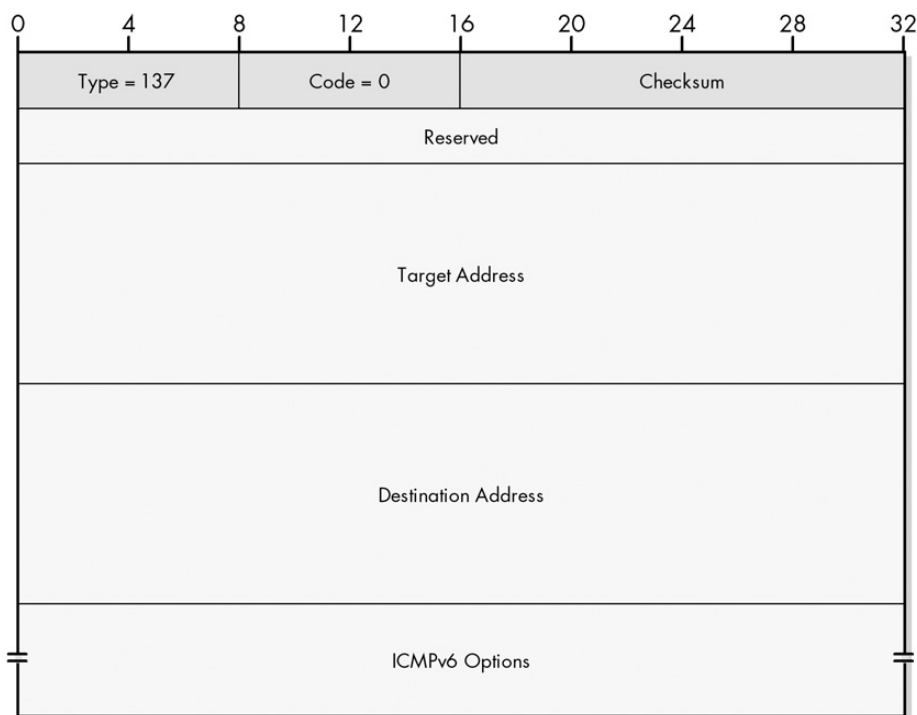 0 4 8 12 16 20 24 28 32
Type = 137 Code = 0 Checksum
Reserved
Target Address
Destination Address
ICMPv6 Options